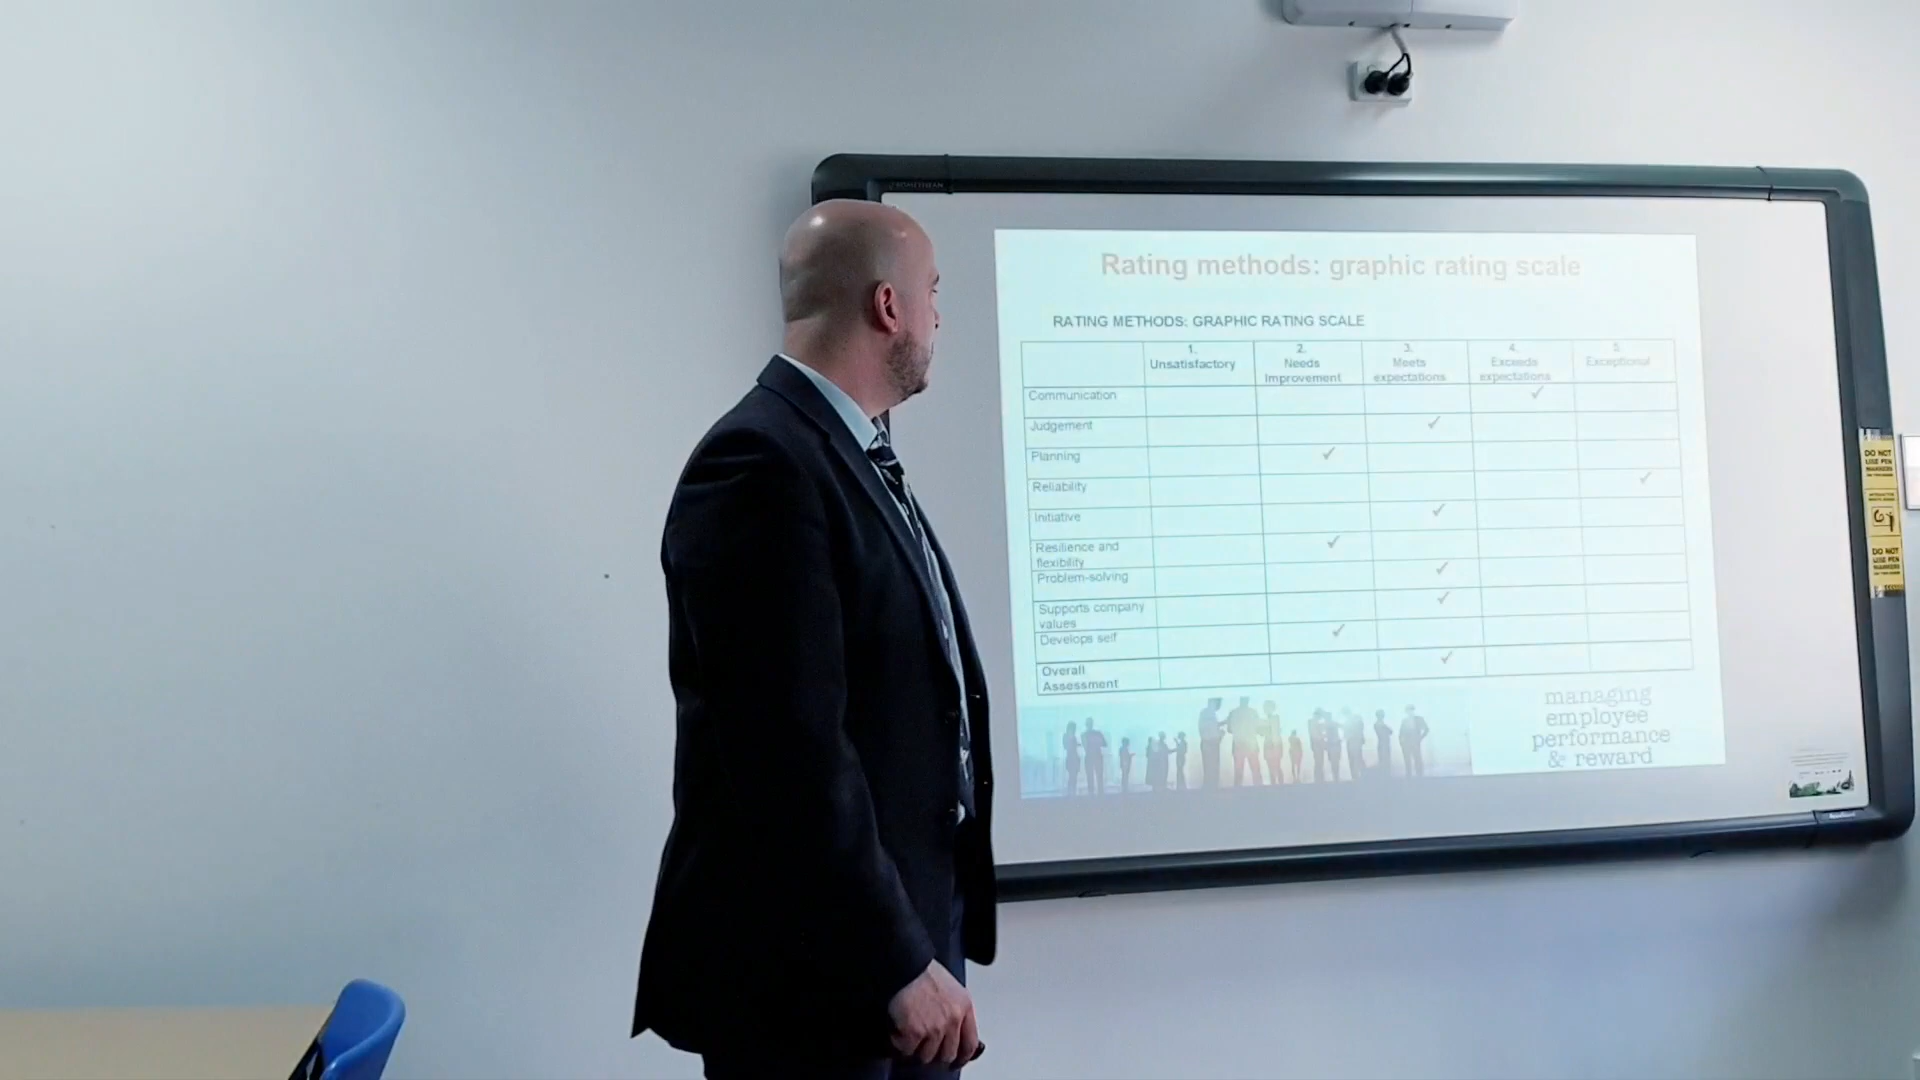 Rating methods: graphic rating scale
RATING METHODS: GRAPHIC RATING SCALE
1. 2. 3. 4. 5.
Unsatisfactory Needs Meets Exceeds Exceptional
Improvement expectations expectations
Communication ✓
Judgement ✓
Planning ✓
Reliability ✓
Initiative ✓
Resilience and ✓
flexibility
Problem-solving ✓
Supports company ✓
values
Develops self ✓
Overall ✓
Assessment
managing
employee
performance
& reward
DO NOT
USE PEN
MARKERS
DO NOT
USE PEN
MARKERS